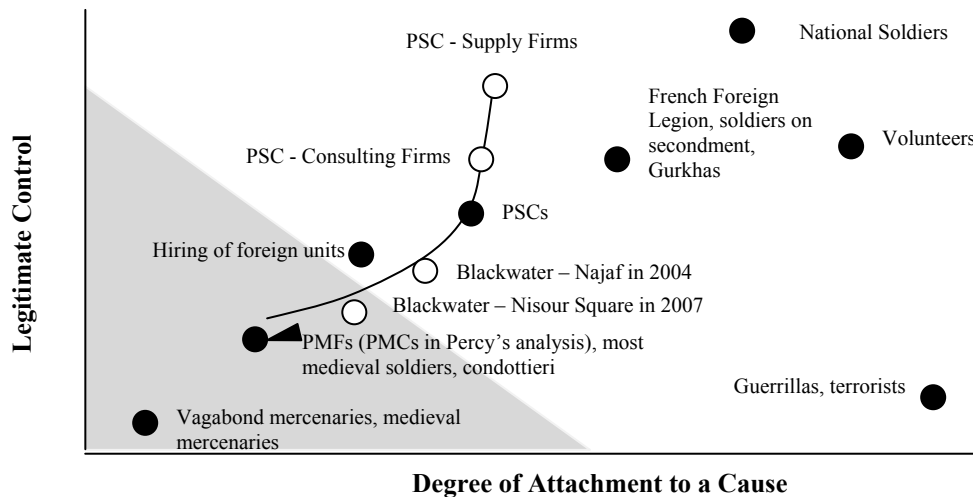 PSC - Supply Firms
National Soldiers
French Foreign
Legion, soldiers on
secondment,
Gurkhas
Volunteers
PSC - Consulting Firms
PSCs
Hiring of foreign units
Blackwater – Najaf in 2004
Blackwater – Nisour Square in 2007
PMFs (PMCs in Percy's analysis), most
medieval soldiers, condottieri
Guerrillas, terrorists
Vagabond mercenaries, medieval
mercenaries
Legitimate Control
Degree of Attachment to a Cause